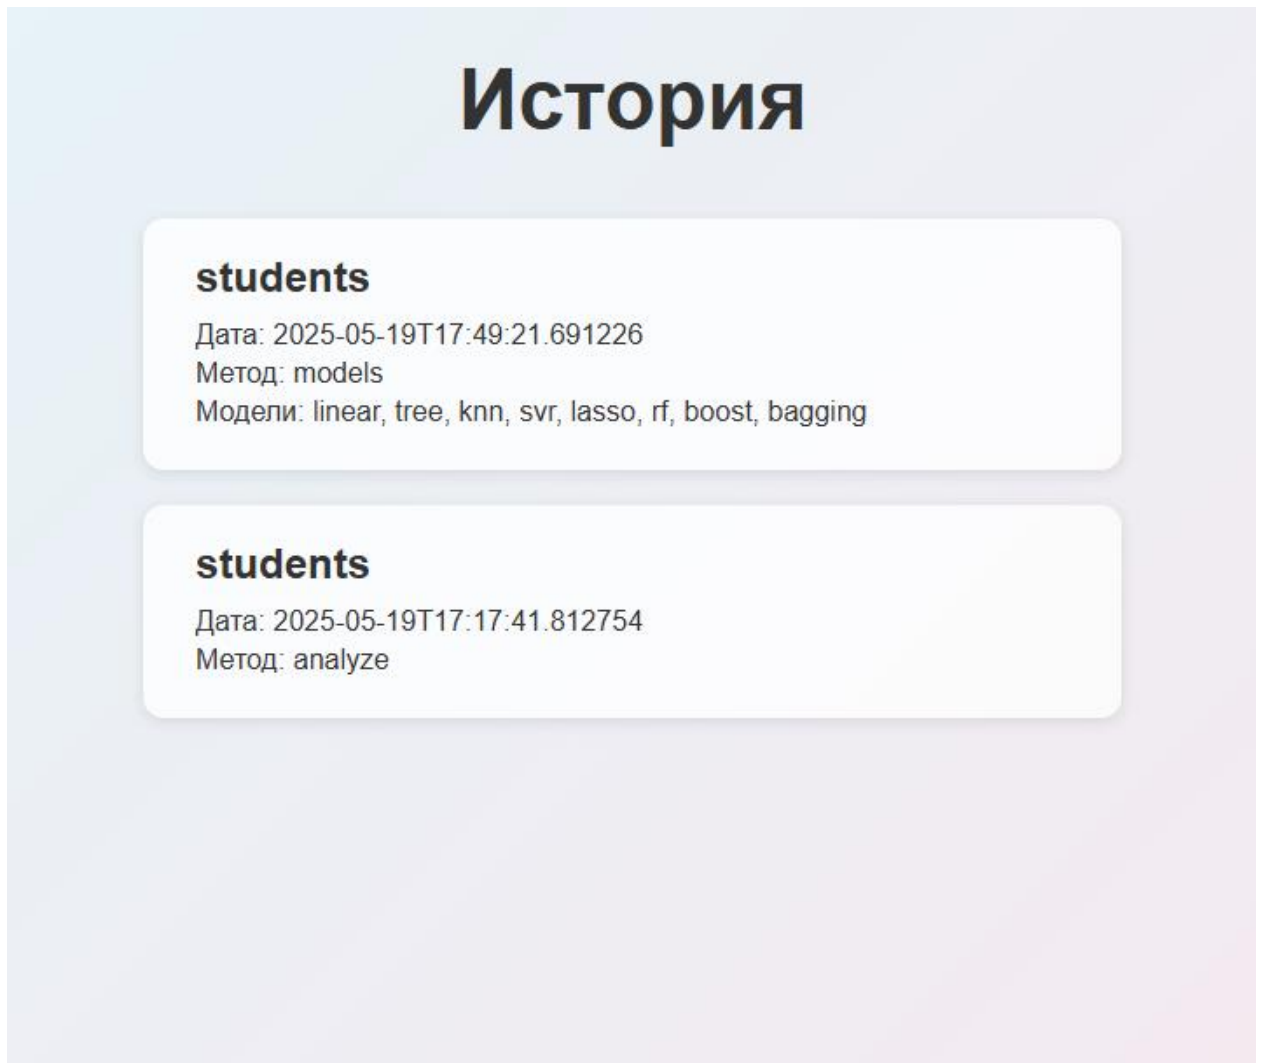 История
students
Дата: 2025-05-19T17:49:21.691226
Метод: models
Модели: linear, tree, knn, svr, lasso, rf, boost, bagging
students
Дата: 2025-05-19T17:17:41.812754
Метод: analyze